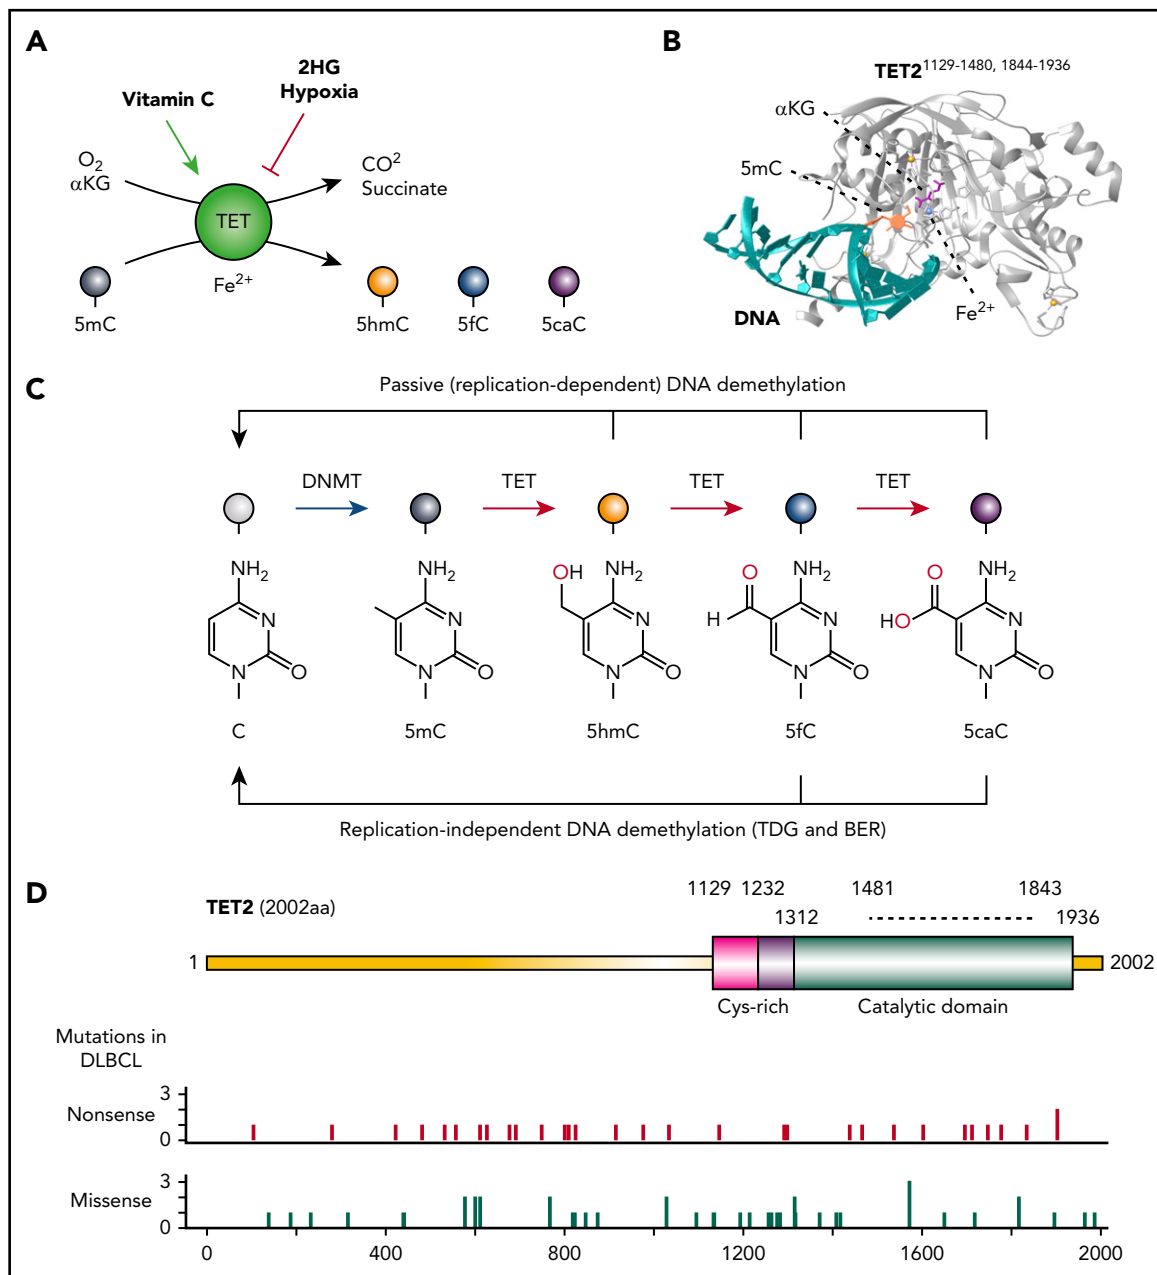 A
Vitamin C
2HG
Hypoxia
O₂
αKG
TET
CO²
Succinate
Fe²⁺
5mC
5hmC
5fC
5caC
B
TET2¹¹²⁹⁻¹⁴⁸⁰, ¹⁸⁴⁴⁻¹⁹³⁶
αKG
5mC
DNA
Fe²⁺
C
Passive (replication-dependent) DNA demethylation
DNMT TET TET TET
NH₂ NH₂ OH NH₂ O NH₂ O NH₂
N N N H N HO N
N O N O N O N O N O
C 5mC 5hmC 5fC 5caC
Replication-independent DNA demethylation (TDG and BER)
D
TET2 (2002aa)
1129 1232 1481 1843
1312 1936
1 2002
Cys-rich Catalytic domain
Mutations in
DLBCL
Nonsense
3
0
Missense
3
0
0 400 800 1200 1600 2000